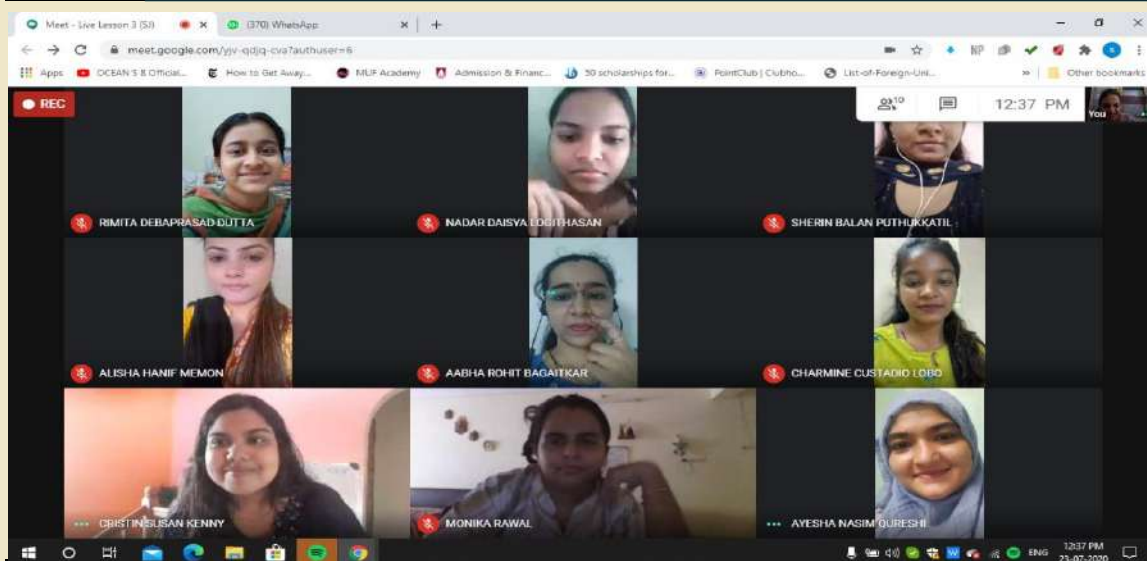 Meet - Live Lesson 3 (SJ)
(370) WhatsApp
meet.google.com/yjv-qdjq-cva?authuser=6
NP
Apps
OCEAN'S 8 Official...
How to Get Away...
MUF Academy
Admission & Financ...
30 scholarships for...
PointClub | Clubho...
List-of-Foreign-Uni...
Other bookmarks
REC
10
12:37 PM
You
RIMITA DEBAPRASAD DUTTA
NADAR DAISYA LOGITHASAN
SHERIN BALAN PUTHUKKATIL
ALISHA HANIF MEMON
AABHA ROHIT BAGAITKAR
CHARMINE CUSTADIO LOBO
CRISTIN SUSAN KENNY
MONIKA RAWAL
AYESHA NASIM QURESHI
ENG
12:37 PM
23-07-2020